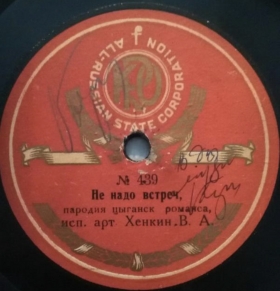 ALL-RUSSIAN STATE CORPORATION
№ 439
Не надо встреч,
пародия цыганск романса,
исп. арт Хенкин В. А.